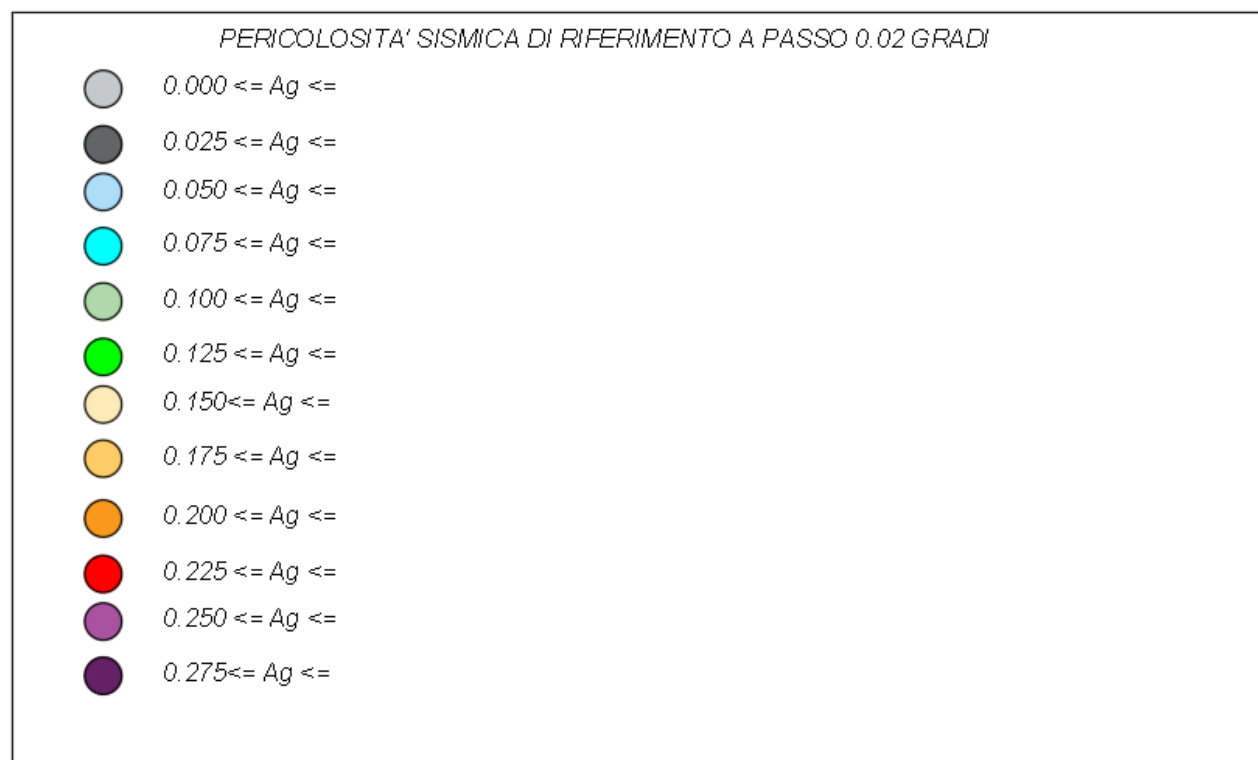 PERICOLOSITA' SISMICA DI RIFERIMENTO A PASSO 0.02 GRADI
0.000 <= Ag <=
0.025 <= Ag <=
0.050 <= Ag <=
0.075 <= Ag <=
0.100 <= Ag <=
0.125 <= Ag <=
0.150<= Ag <=
0.175 <= Ag <=
0.200 <= Ag <=
0.225 <= Ag <=
0.250 <= Ag <=
0.275<= Ag <=